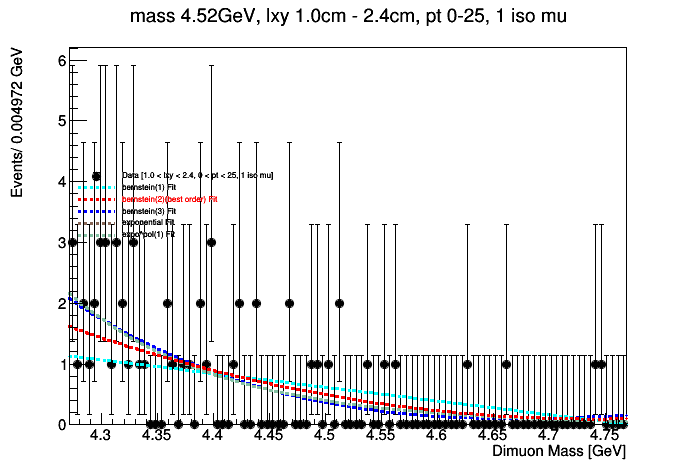 mass 4.52GeV, lxy 1.0cm - 2.4cm, pt 0-25, 1 iso mu
Events/ 0.004972 GeV
6
5
4
3
2
1
0
Data [1.0 < lxy < 2.4, 0 < pt < 25, 1 iso mu]
bernstein(1) Fit
bernstein(2)(best order) Fit
bernstein(3) Fit
exponential Fit
expo*pol(1) Fit
4.3 4.35 4.4 4.45 4.5 4.55 4.6 4.65 4.7 4.75
Dimuon Mass [GeV]